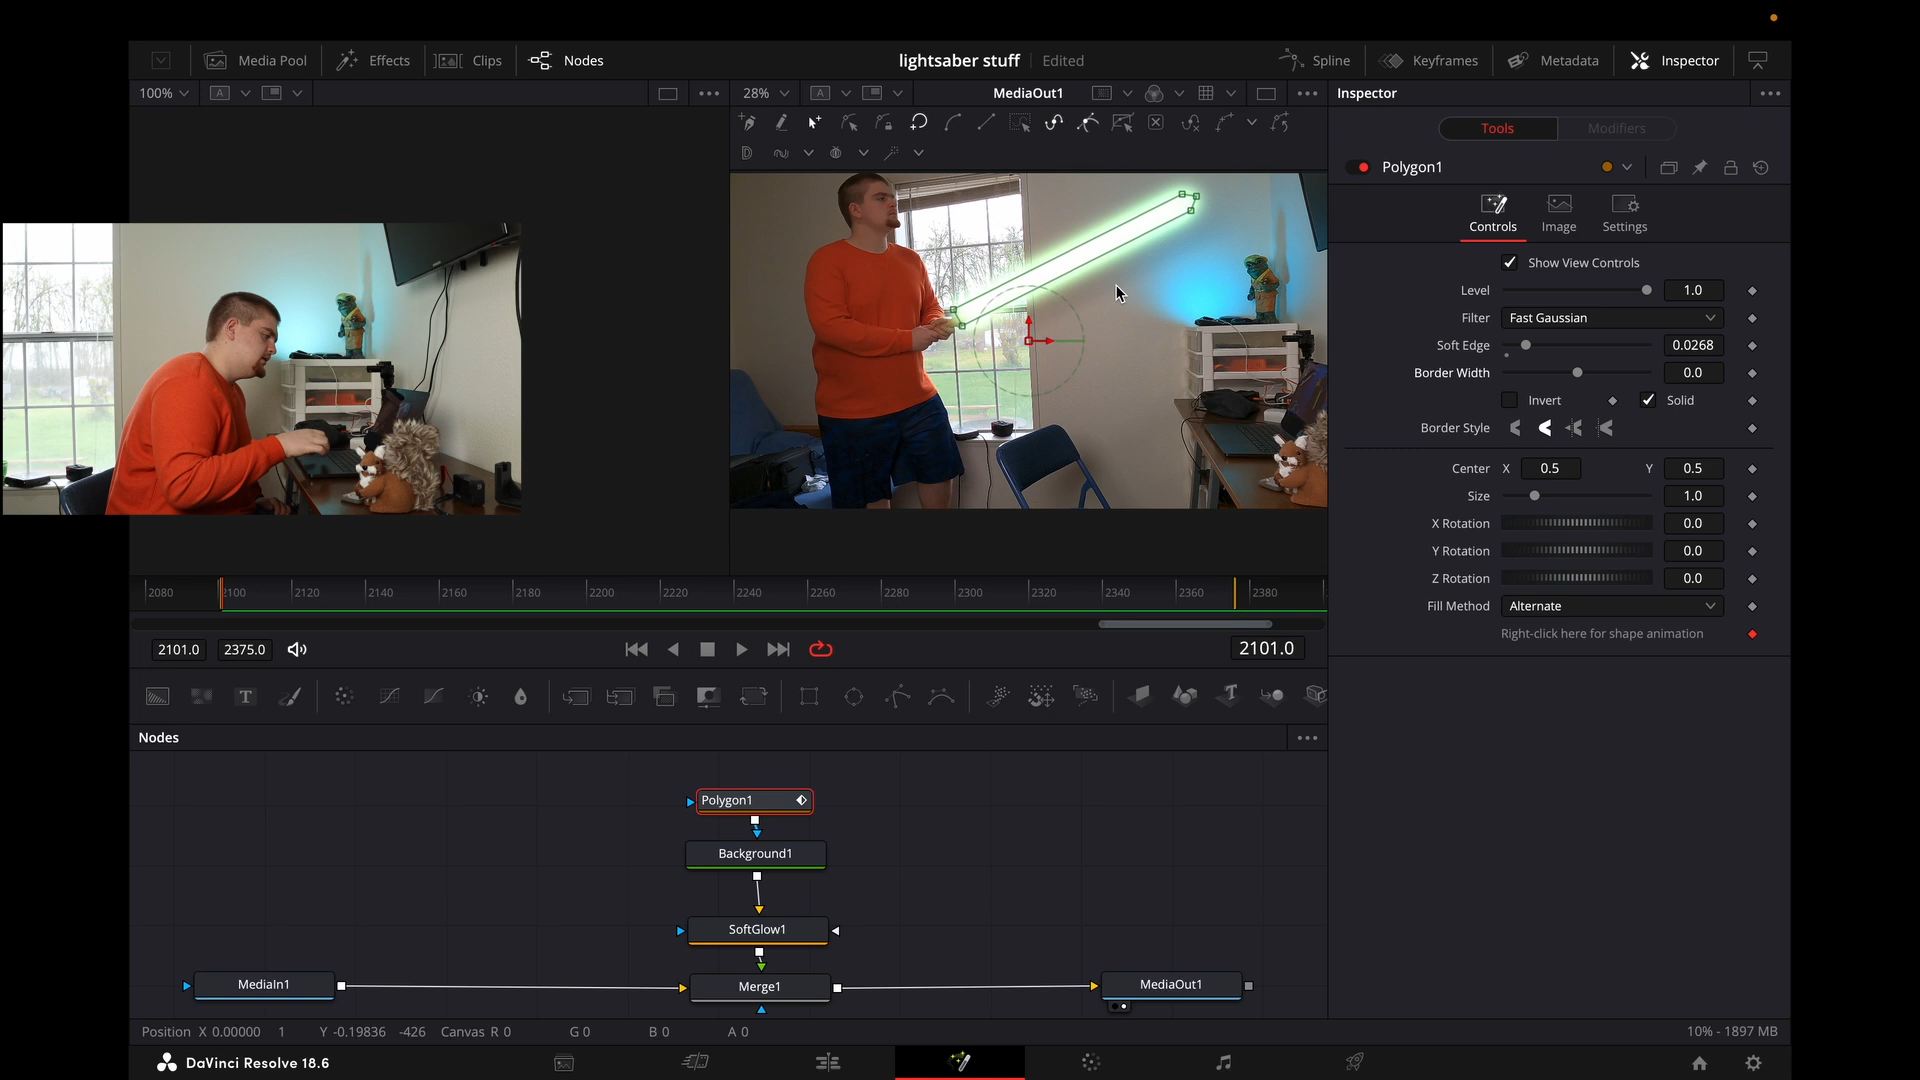 Media Pool
Effects
Clips
Nodes
lightsaber stuff
Edited
Spline
Keyframes
Metadata
Inspector
100%
A
28%
A
MediaOut1
Inspector
D
Tools
Modifiers
Polygon1
Controls
Image
Settings
Show View Controls
Level 1.0
Filter Fast Gaussian
Soft Edge 0.0268
Border Width 0.0
Invert Solid
Border Style
Center X 0.5 Y 0.5
Size 1.0
X Rotation 0.0
Y Rotation 0.0
Z Rotation 0.0
Fill Method Alternate
Right-click here for shape animation
2080 2100 2120 2140 2160 2180 2200 2220 2240 2260 2280 2300 2320 2340 2360 2380
2101.0 2375.0 2101.0
T
Nodes
Polygon1
Background1
SoftGlow1
MediaIn1
Merge1
MediaOut1
Position X 0.00000 1 Y -0.19836 -426 Canvas R 0 G 0 B 0 A 0
10% - 1897 MB
DaVinci Resolve 18.6